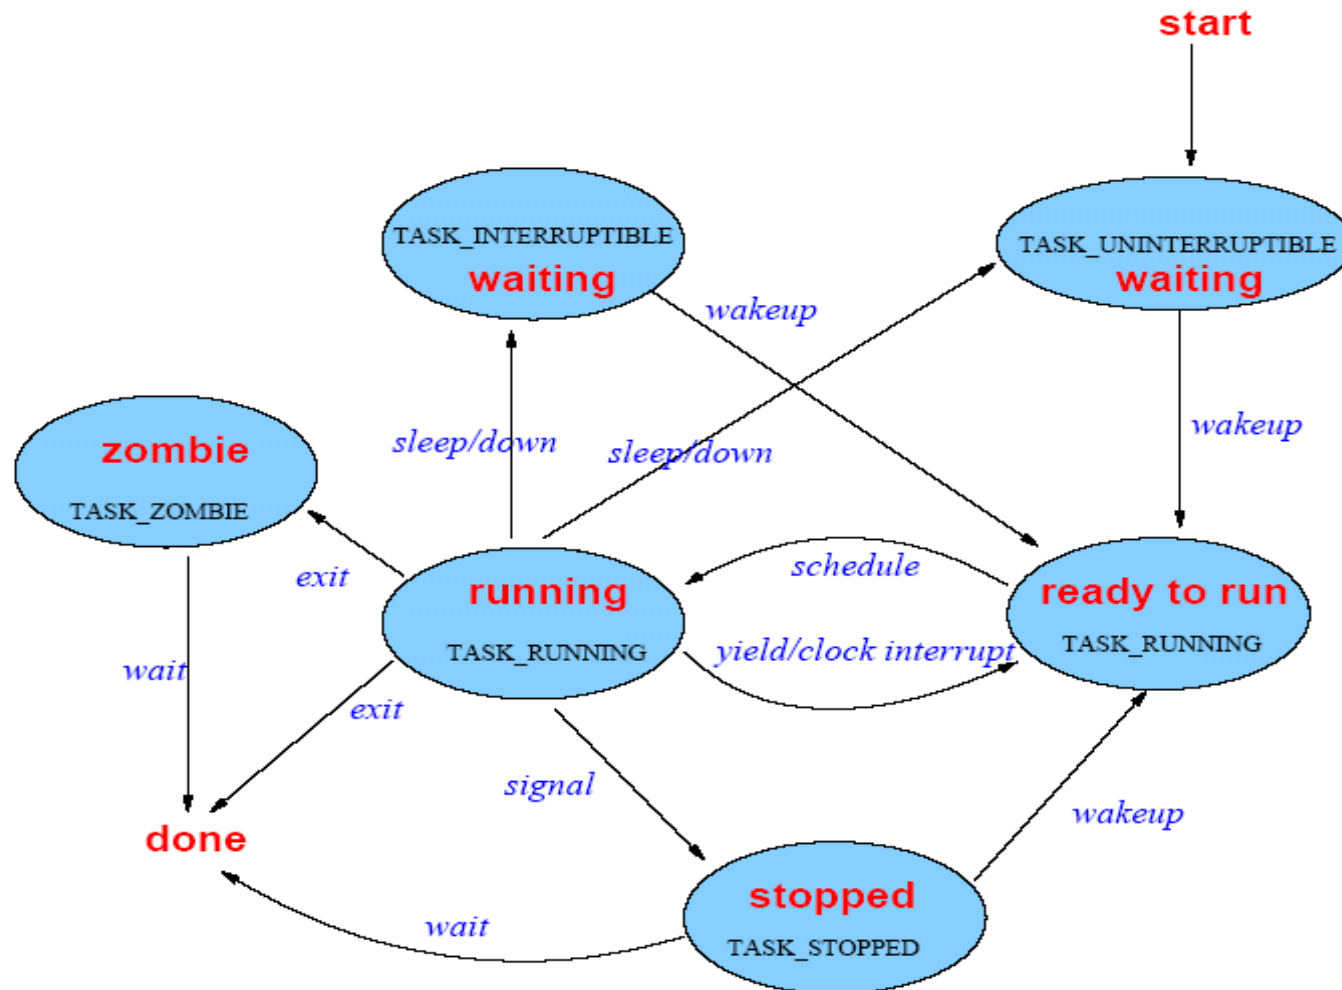 start
TASK_INTERRUPTIBLE
waiting
TASK_UNINTERRUPTIBLE
waiting
wakeup
wakeup
sleep/down
sleep/down
zombie
TASK_ZOMBIE
exit
schedule
running
TASK_RUNNING
ready to run
TASK_RUNNING
yield/clock interrupt
wait
exit
signal
wakeup
done
stopped
TASK_STOPPED
wait